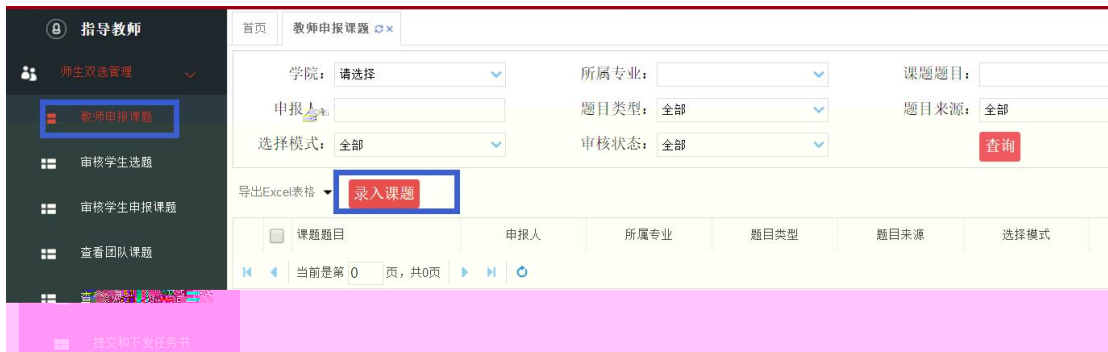 指导教师
首页 教师申报课题
师生双选管理
学院: 请选择 所属专业: 课题题目:
教师申报课题
申报人 题目类型: 全部 题目来源: 全部
审核学生选题
选择模式: 全部 审核状态: 全部 查询
审核学生申报课题
导出Excel表格 录入课题
课题题目 申报人 所属专业 题目类型 题目来源 选择模式
查看团队课题
当前是第 0 页，共0页
提交和下发任务书